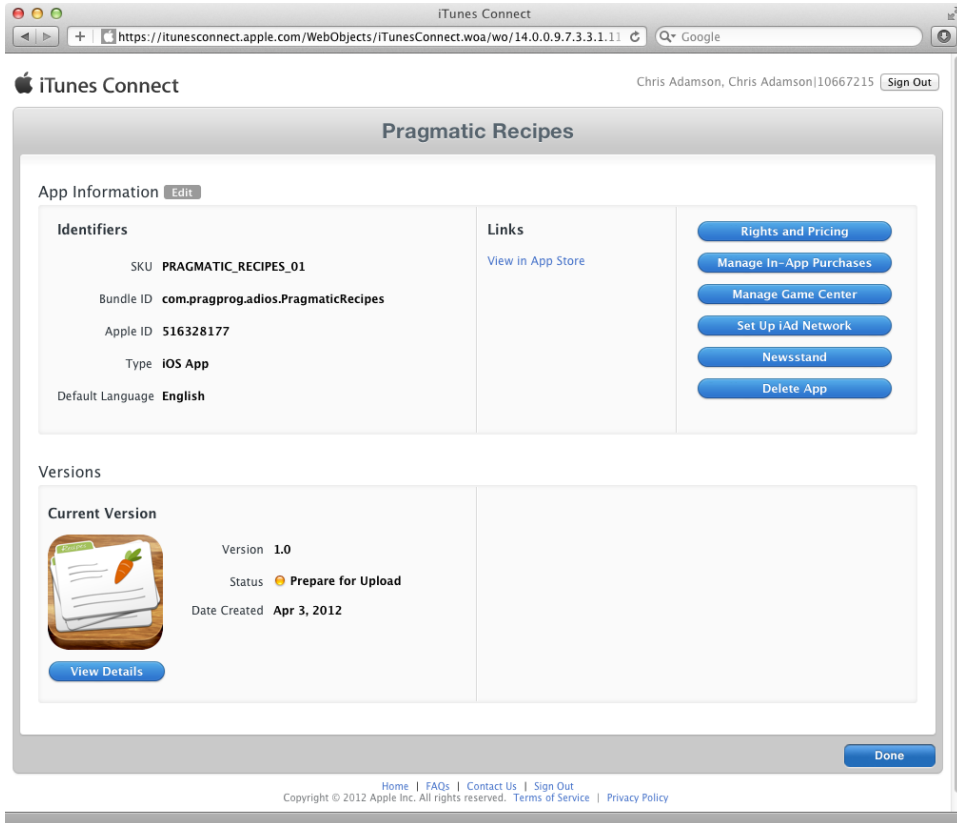 iTunes Connect
https://itunesconnect.apple.com/WebObjects/iTunesConnect.woa/wo/14.0.0.9.7.3.3.1.11
Google
iTunes Connect
Chris Adamson, Chris Adamson|10667215 Sign Out
Pragmatic Recipes
App Information Edit
Identifiers
SKU PRAGMATIC_RECIPES_01
Bundle ID com.pragprog.adios.PragmaticRecipes
Apple ID 516328177
Type iOS App
Default Language English
Links
View in App Store
Rights and Pricing
Manage In-App Purchases
Manage Game Center
Set Up iAd Network
Newsstand
Delete App
Versions
Current Version
Version 1.0
Status Prepare for Upload
Date Created Apr 3, 2012
View Details
Done
Home | FAQs | Contact Us | Sign Out
Copyright © 2012 Apple Inc. All rights reserved. Terms of Service | Privacy Policy